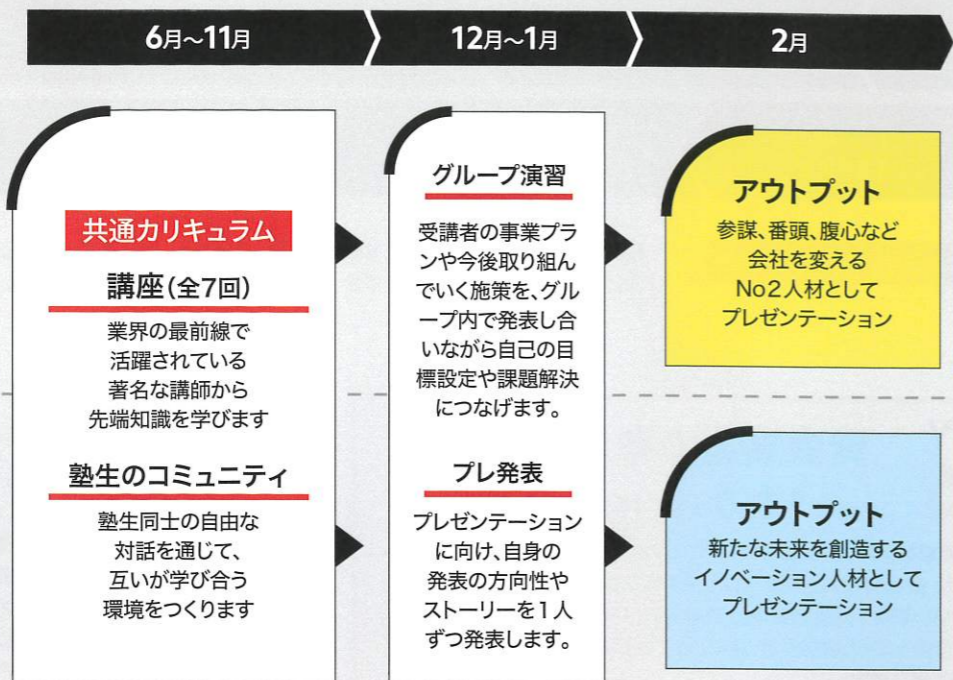 6月〜11月
12月〜1月
2月
共通カリキュラム
講座(全7回)
業界の最前線で
活躍されている
著名な講師から
先端知識を学びます
塾生のコミュニティ
塾生同士の自由な
対話を通じて、
互いが学び合う
環境をつくります
グループ演習
受講者の事業プラ
ンや今後取り組ん
でいく施策を、グル
ープ内で発表し合
いながら自己の目
標設定や課題解決
につなげます。
プレ発表
プレゼンテーション
に向け、自身の
発表の方向性や
ストーリーを1人
ずつ発表します。
アウトプット
参謀、番頭、腹心など
会社を変える
No2人材として
プレゼンテーション
アウトプット
新たな未来を創造する
イノベーション人材として
プレゼンテーション